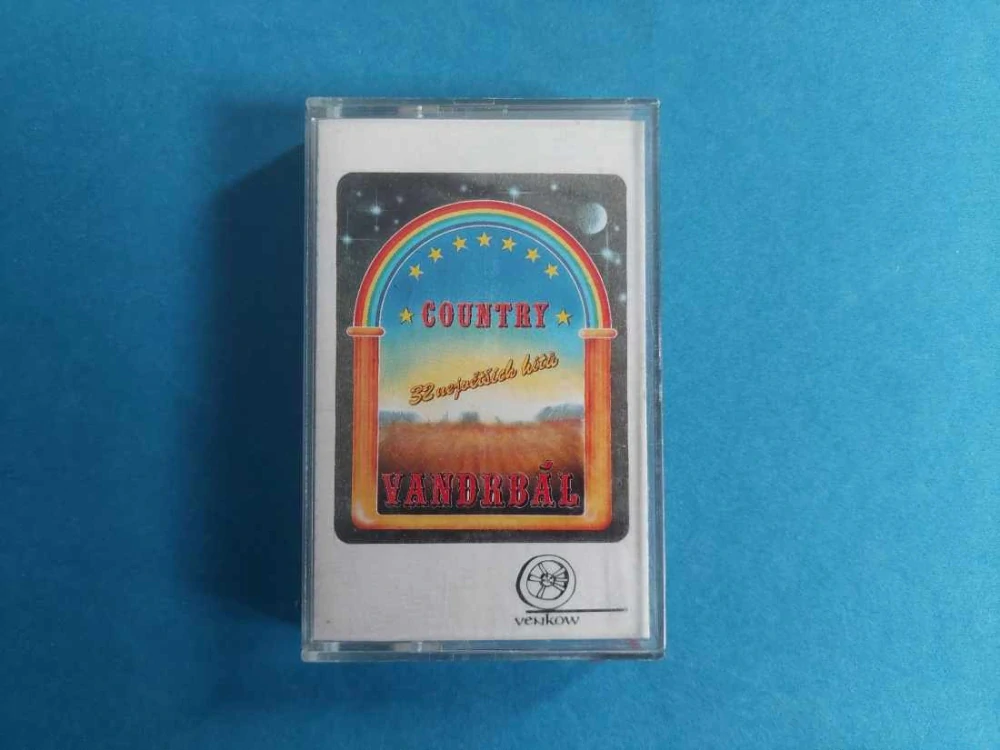 COUNTRY
32 největších hitů
VANDRBÁL
VENKOW